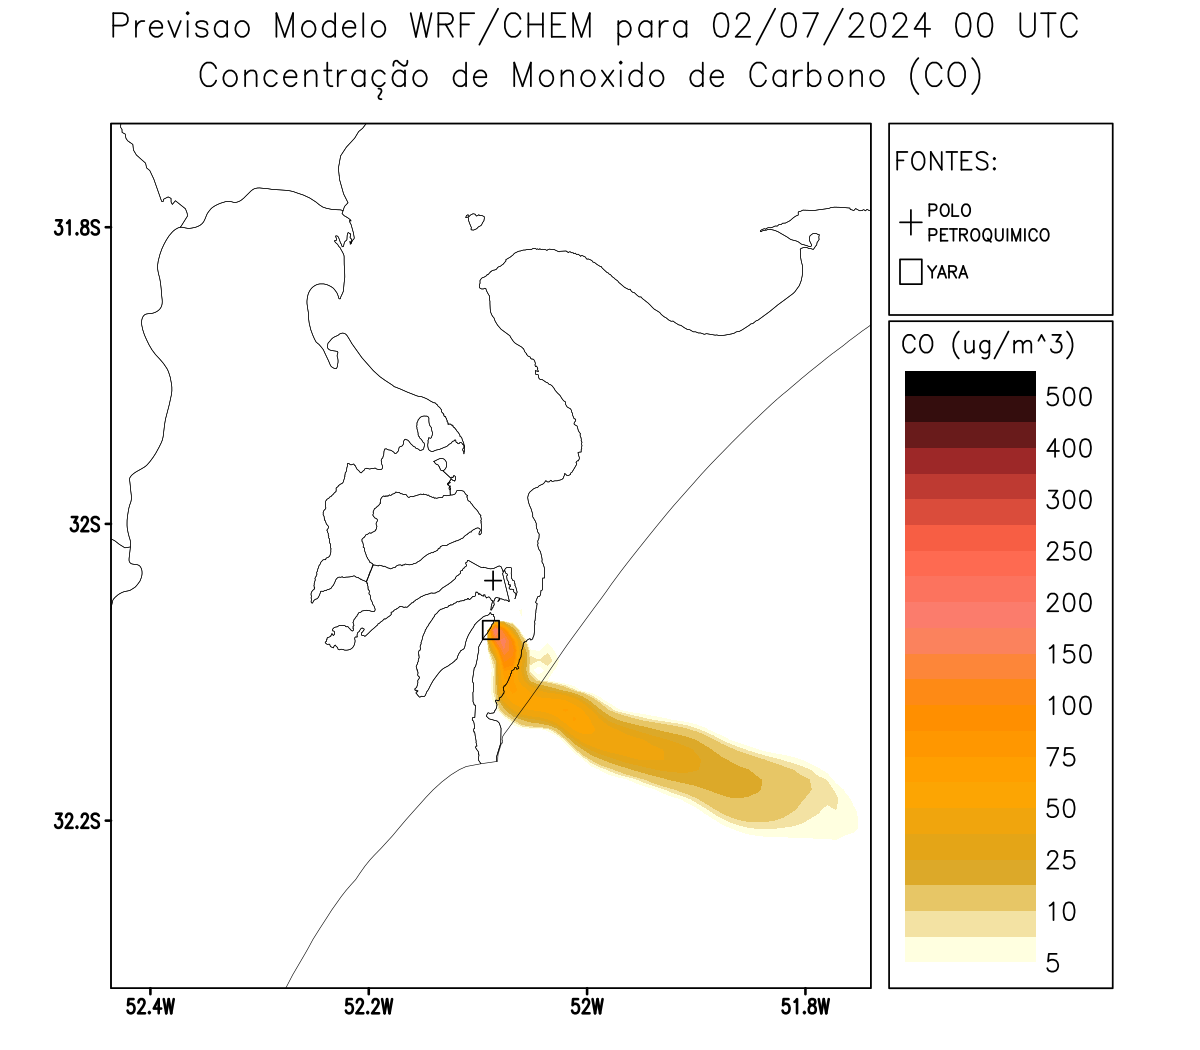 Previsao Modelo WRF/CHEM para 02/07/2024 00 UTC
Concentração de Monoxido de Carbono (CO)
FONTES:
POLO
PETROQUIMICO
YARA
CO (ug/m^3)
500
400
300
250
200
150
100
75
50
25
10
5
31.8S
32S
32.2S
52.4W
52.2W
52W
51.8W